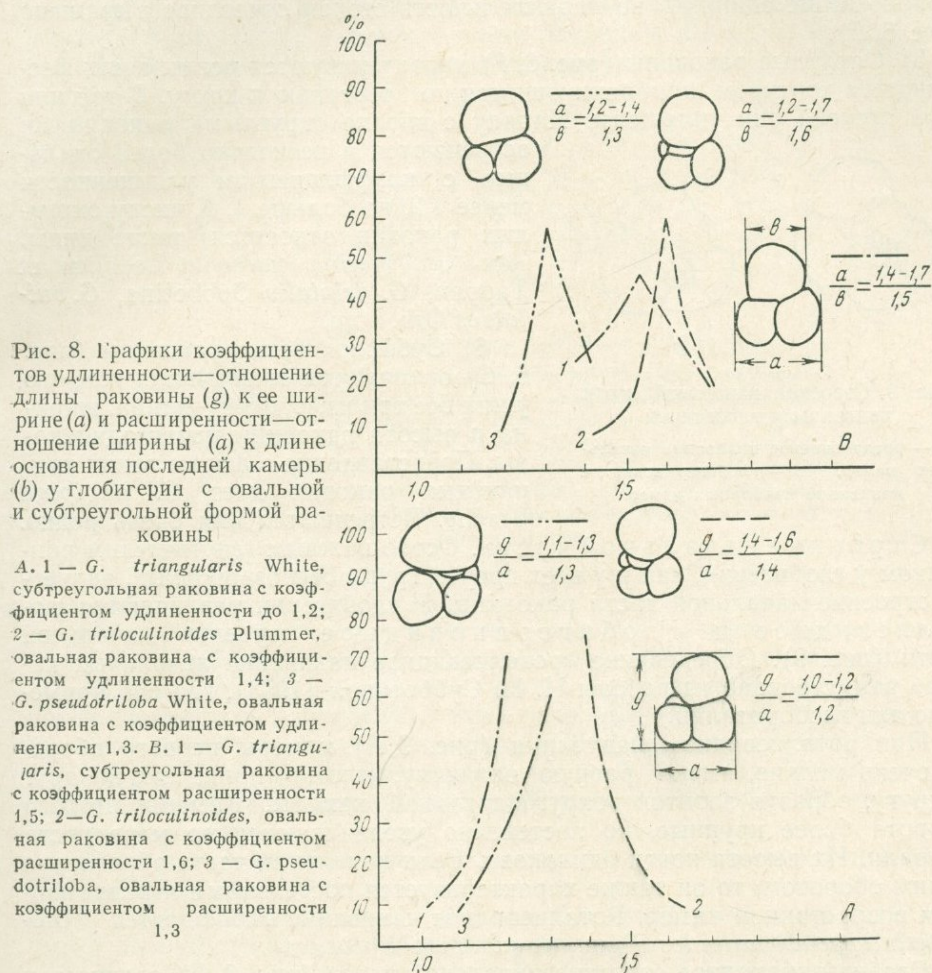 Рис. 8. Графики коэффициен-
тов удлиненности—отношение
длины раковины (g) к ее ши-
рине (a) и расширенности—от-
ношение ширины (a) к длине
основания последней камеры
(b) у глобигерин с овальной
и субтреугольной формой ра-
ковины
А. 1 — G. triangularis White,
субтреугольная раковина с коэф-
фициентом удлиненности до 1,2;
2 — G. triloculinoides Plummer,
овальная раковина с коэффици-
ентом удлиненности 1,4; 3 —
G. pseudotriloba White, овальная
раковина с коэффициентом удли-
ненности 1,3. В. 1 — G. triangu-
laris, субтреугольная раковина
с коэффициентом расширенности
1,5; 2—G. triloculinoides, оваль-
ная раковина с коэффициентом
расширенности 1,6; 3 — G. pseu-
dotriloba, овальная раковина с
коэффициентом расширенности
1,3
%
100
90
80
70
60
50
40
30
20
10
a/в = 1,2-1,4/1,3
a/в = 1,2-1,7/1,6
в
a
a/в = 1,4-1,7/1,5
1
3
2
В
1,0
1,5
100
90
80
70
60
50
40
30
20
10
g/a = 1,1-1,3/1,3
g/a = 1,4-1,6/1,4
g
a
g/a = 1,0-1,2/1,2
1
3
2
А
1,0
1,5